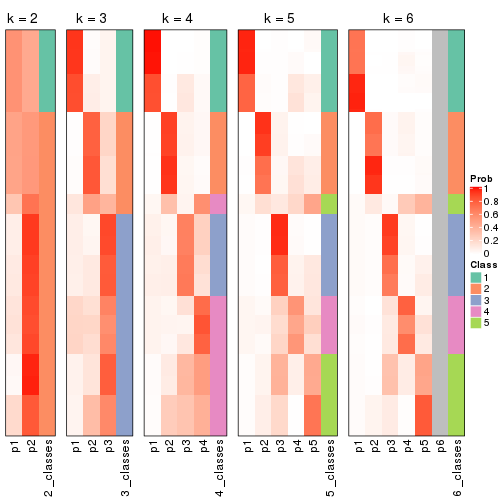 k = 2
k = 3
k = 4
k = 5
k = 6
Prob
1
0.8
0.6
0.4
0.2
0
Class
1
2
3
4
5
p1
p2
2_classes
p1
p2
p3
3_classes
p1
p2
p3
p4
4_classes
p1
p2
p3
p4
p5
5_classes
p1
p2
p3
p4
p5
p6
6_classes